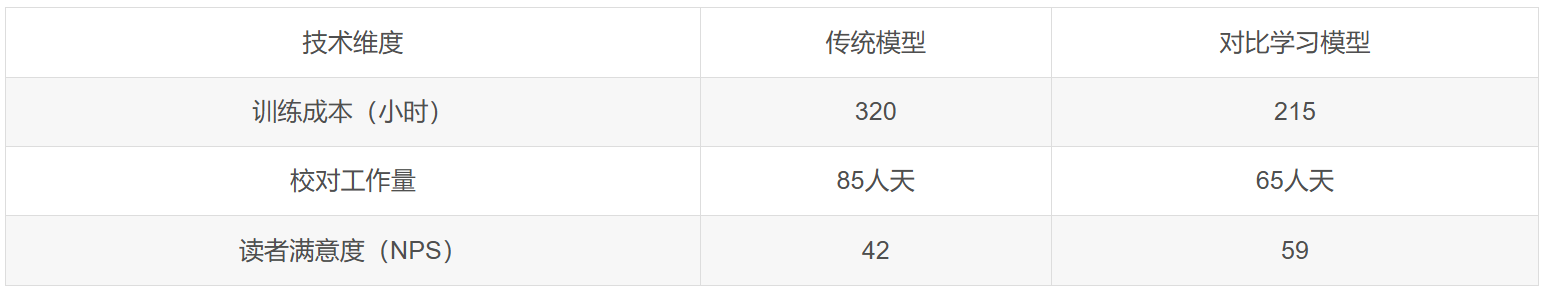 技术维度 传统模型 对比学习模型
训练成本（小时） 320 215
校对工作量 85人天 65人天
读者满意度（NPS） 42 59